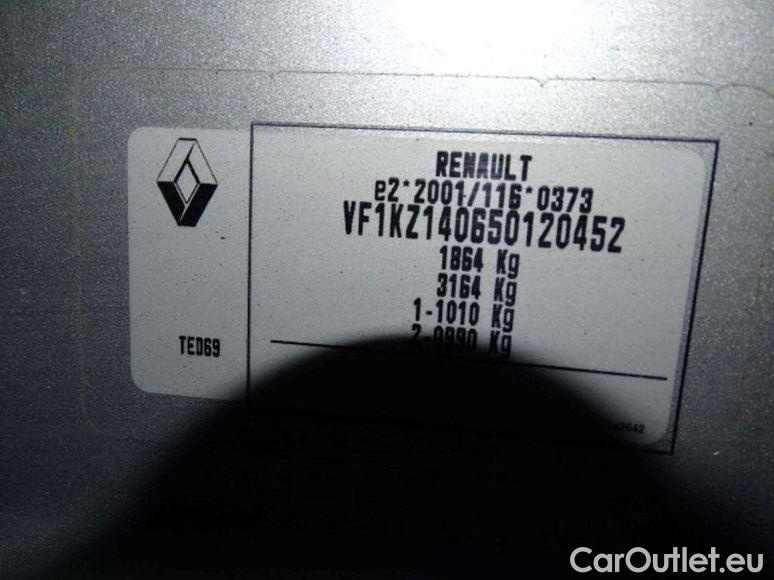 RENAULT
e2*2001/116*0373
VF1KZ140650120452
1864 Kg
3164 Kg
1-1010 Kg
2-0990 Kg
TED69
CarOutlet.eu